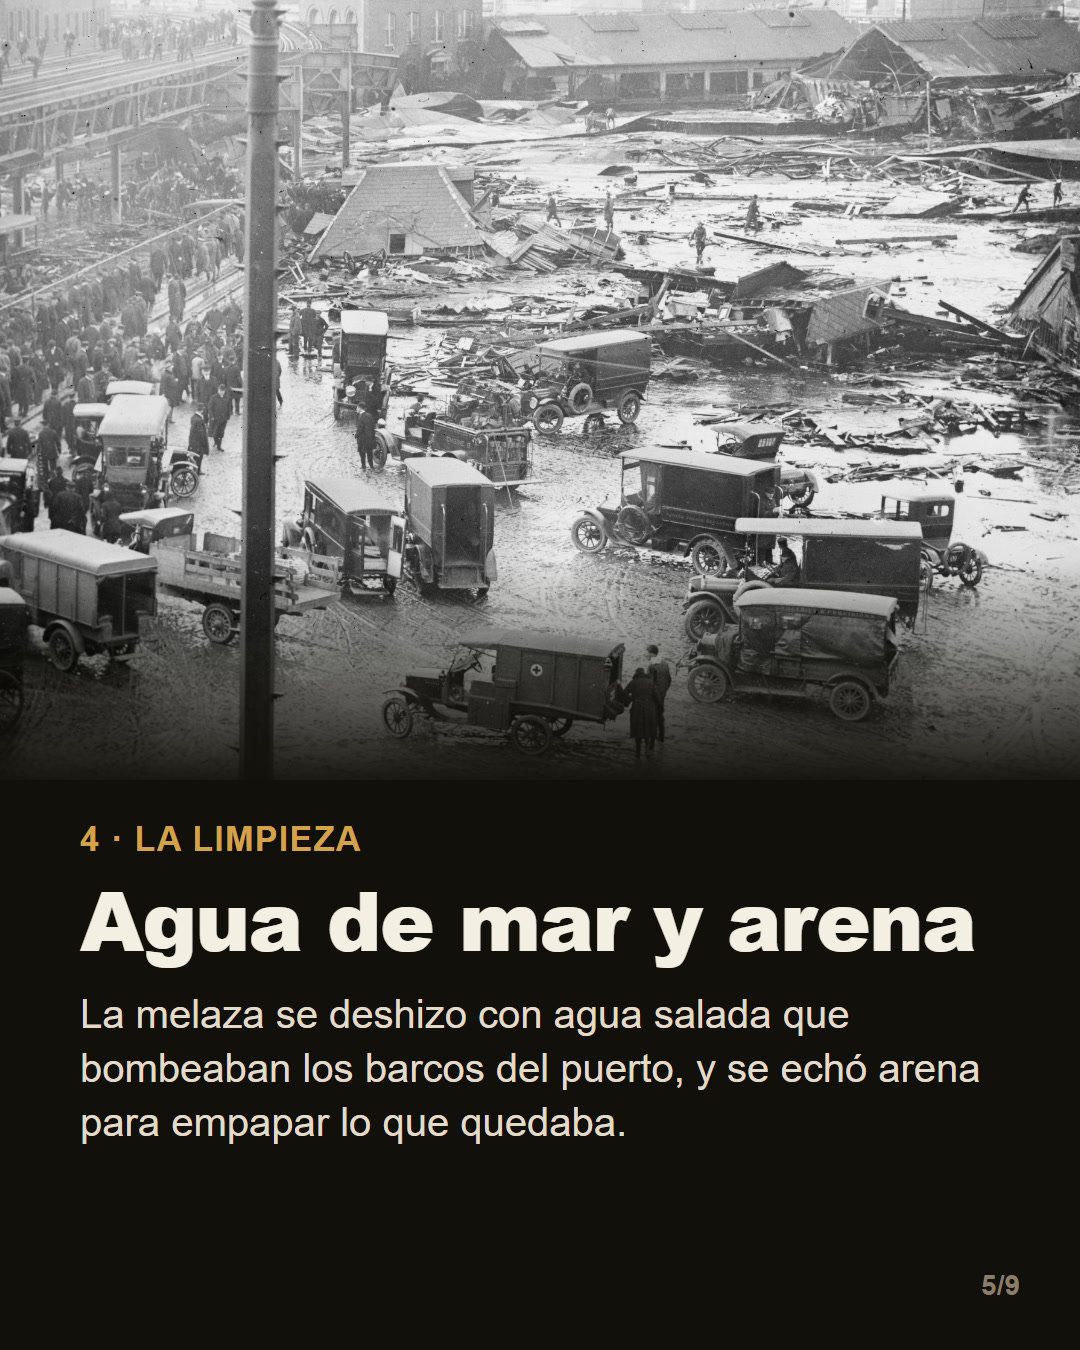 4 · LA LIMPIEZA
Agua de mar y arena
La melaza se deshizo con agua salada que
bombeaban los barcos del puerto, y se echó arena
para empapar lo que quedaba.
5/9